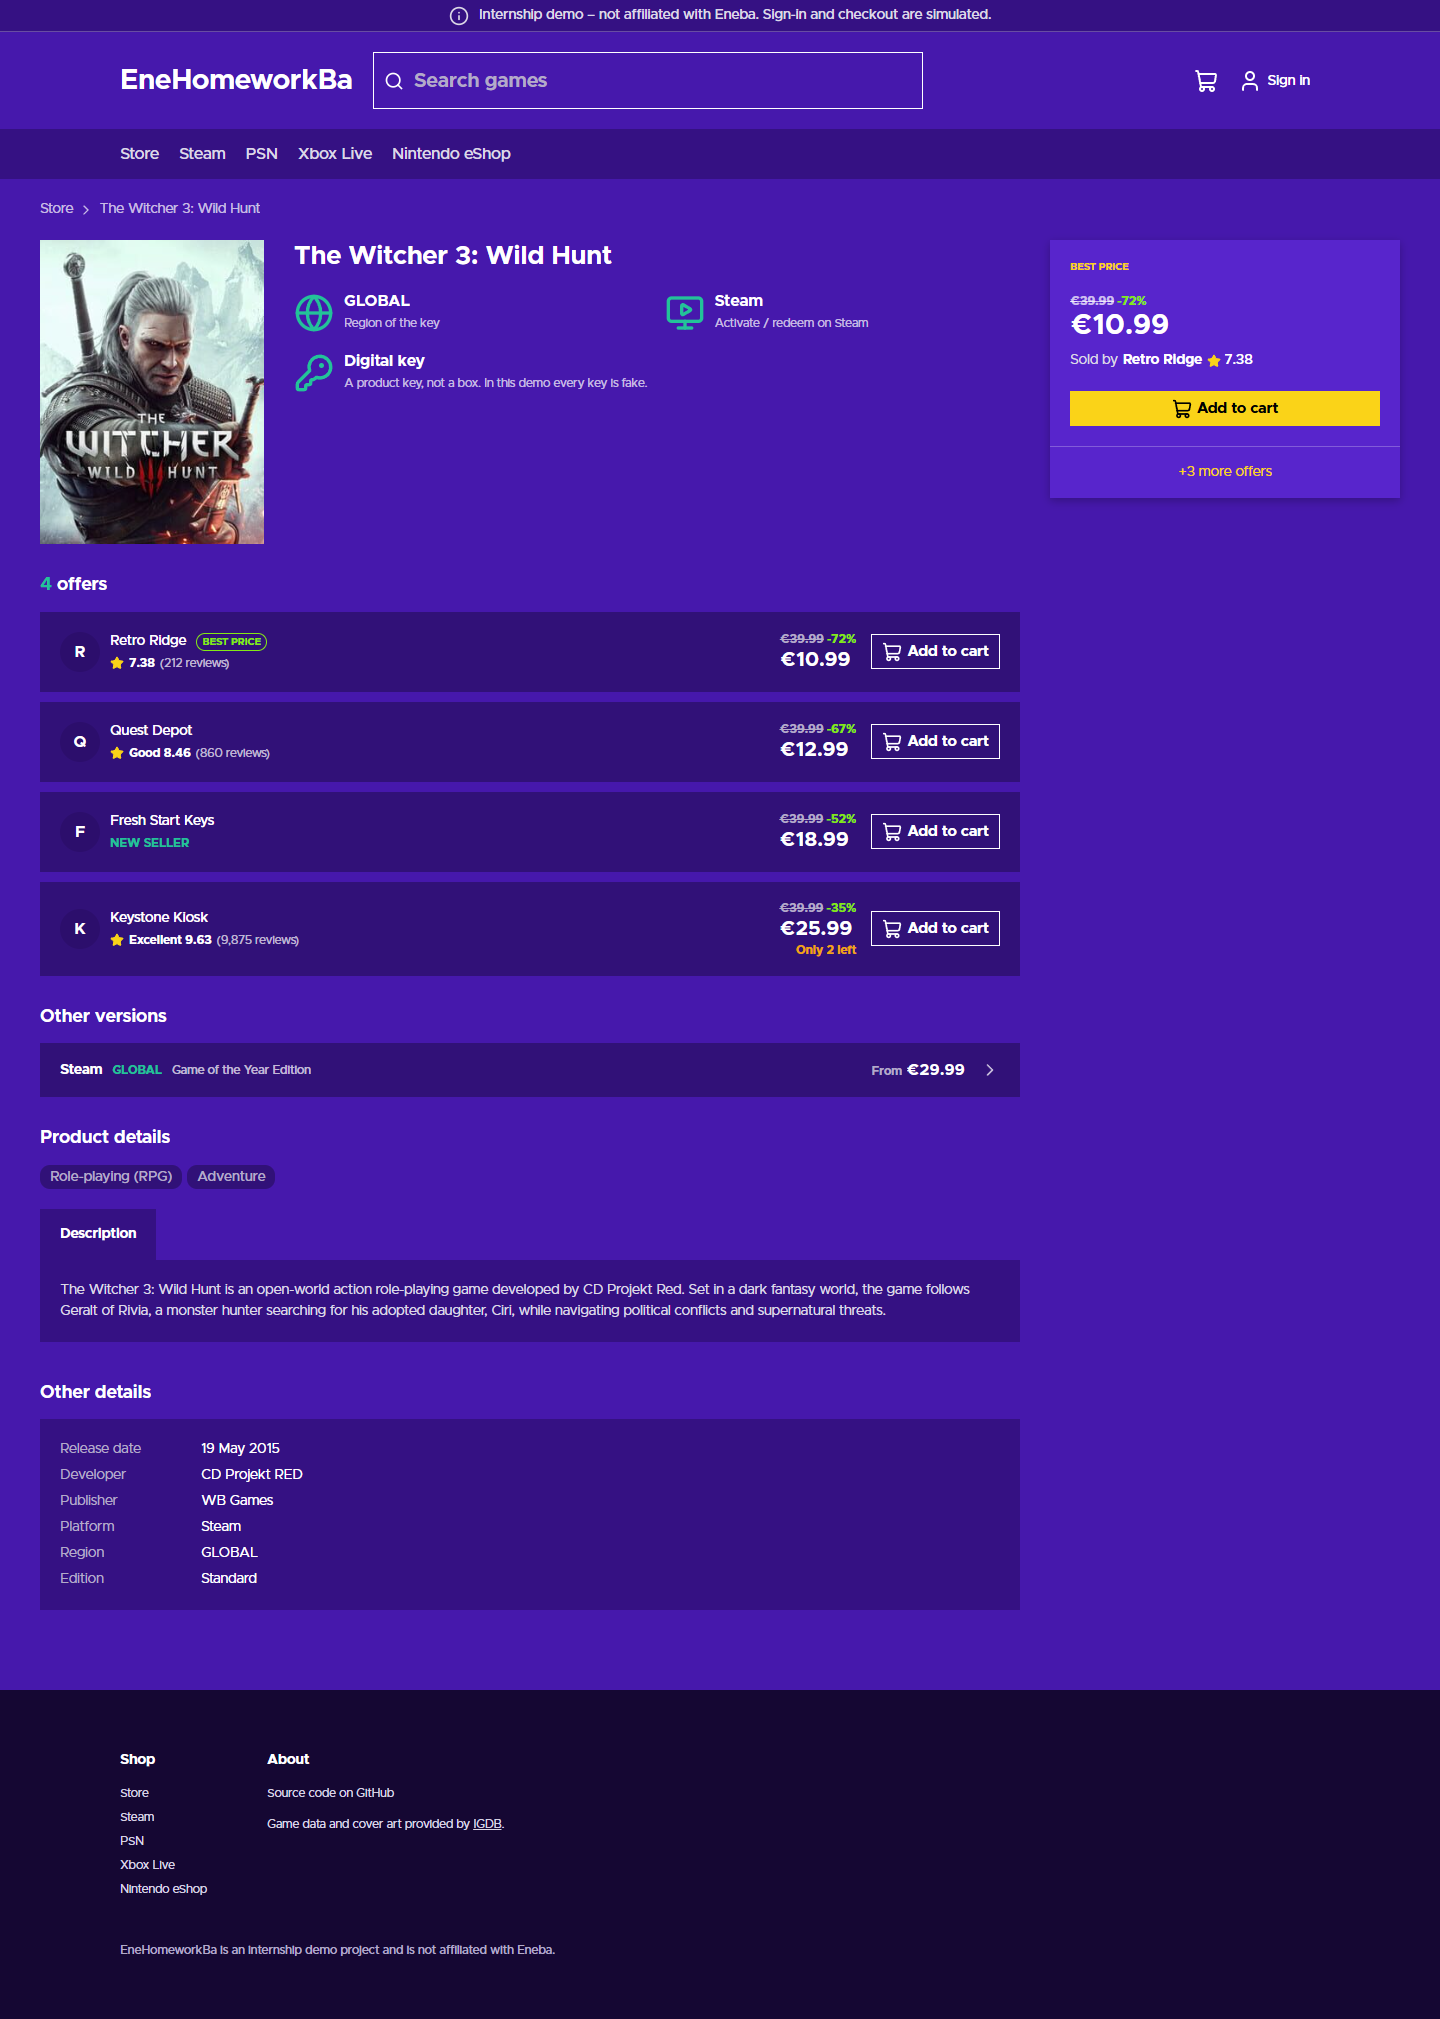 Internship demo – not affiliated with Eneba. Sign-in and checkout are simulated.
EneHomeworkBa
Search games
Sign in
Store
Steam
PSN
Xbox Live
Nintendo eShop
Store
The Witcher 3: Wild Hunt
THE
WITCHER
WILD HUNT
The Witcher 3: Wild Hunt
GLOBAL
Region of the key
Steam
Activate / redeem on Steam
Digital key
A product key, not a box. In this demo every key is fake.
BEST PRICE
€39.99 -72%
€10.99
Sold by Retro Ridge 7.38
Add to cart
+3 more offers
4 offers
R
Retro Ridge BEST PRICE
7.38 (212 reviews)
€39.99 -72%
€10.99
Add to cart
Q
Quest Depot
Good 8.46 (860 reviews)
€39.99 -67%
€12.99
Add to cart
F
Fresh Start Keys
NEW SELLER
€39.99 -52%
€18.99
Add to cart
K
Keystone Kiosk
Excellent 9.63 (9,875 reviews)
€39.99 -35%
€25.99
Only 2 left
Add to cart
Other versions
Steam GLOBAL Game of the Year Edition
From €29.99
Product details
Role-playing (RPG)
Adventure
Description
The Witcher 3: Wild Hunt is an open-world action role-playing game developed by CD Projekt Red. Set in a dark fantasy world, the game follows
Geralt of Rivia, a monster hunter searching for his adopted daughter, Ciri, while navigating political conflicts and supernatural threats.
Other details
Release date 19 May 2015
Developer CD Projekt RED
Publisher WB Games
Platform Steam
Region GLOBAL
Edition Standard
Shop
Store
Steam
PSN
Xbox Live
Nintendo eShop
About
Source code on GitHub
Game data and cover art provided by IGDB.
EneHomeworkBa is an internship demo project and is not affiliated with Eneba.